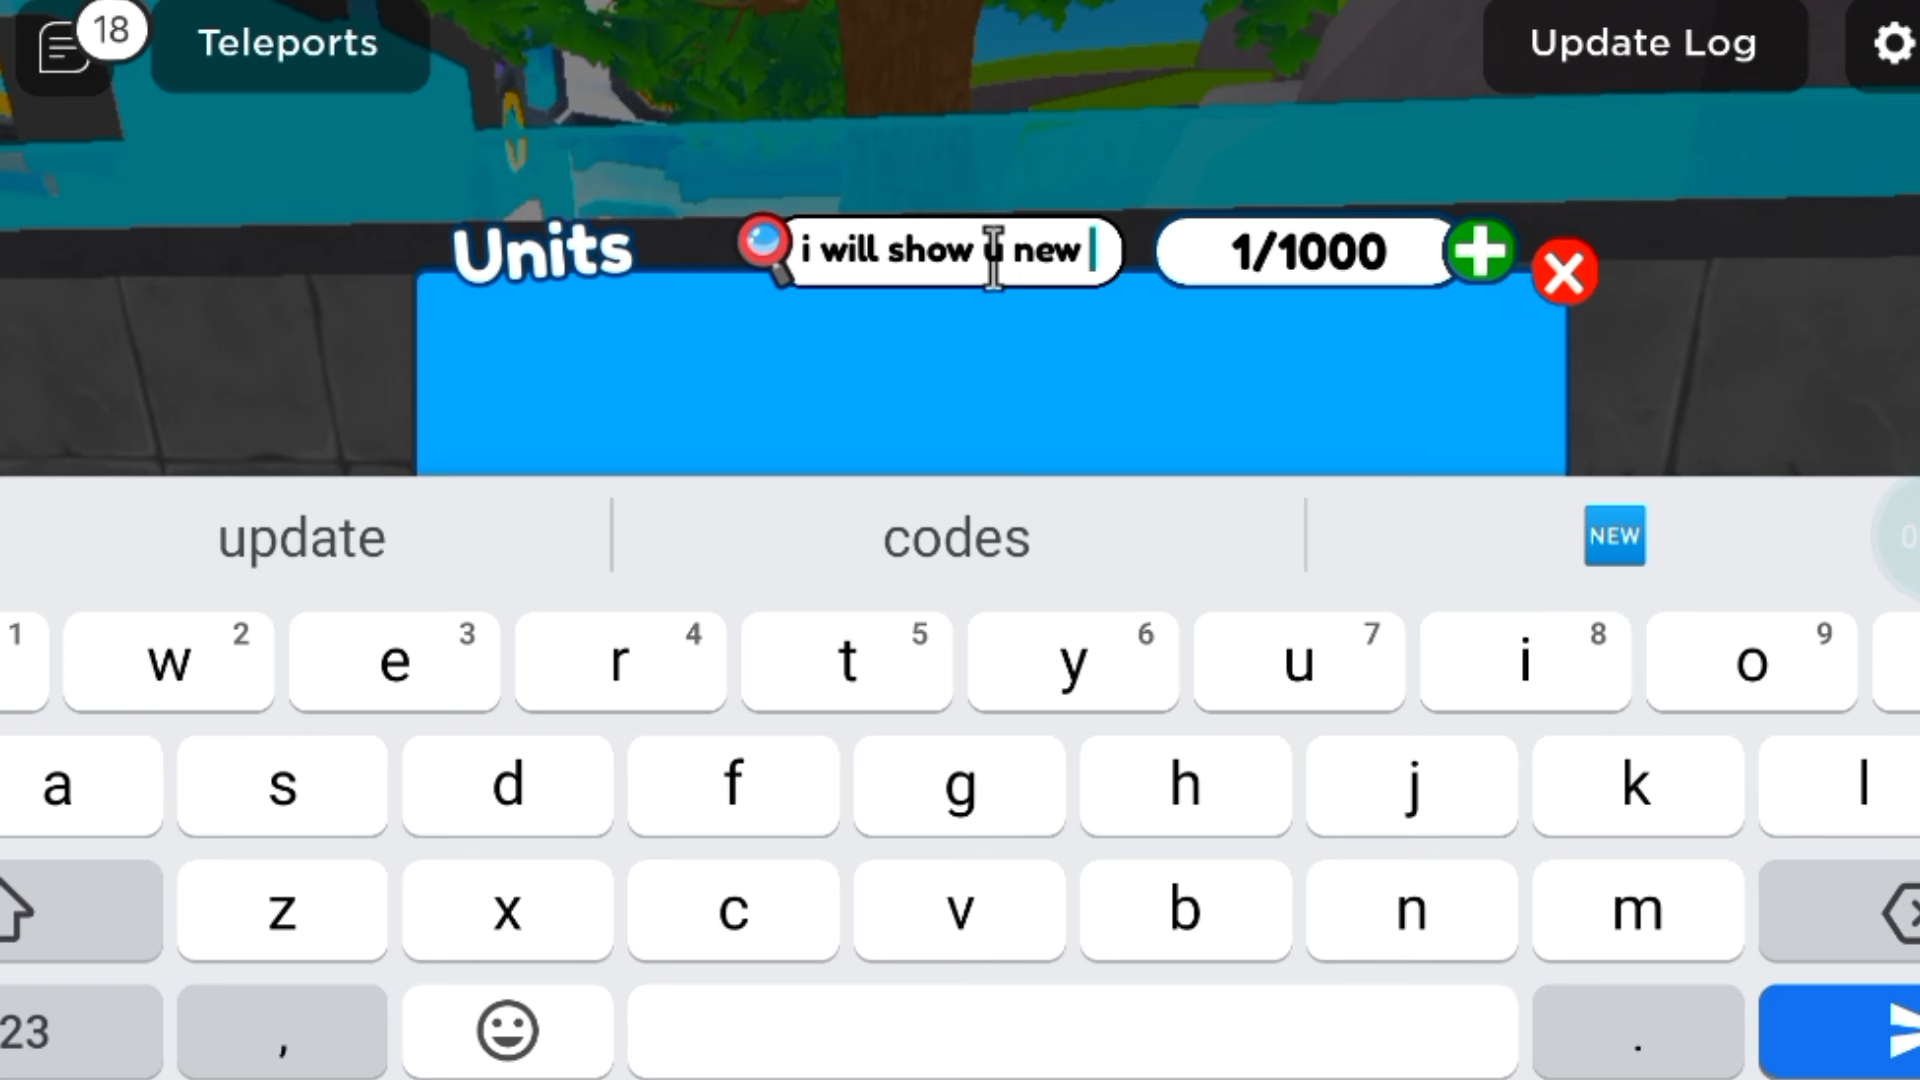 18
Teleports
Update Log
Units
i will show u new
1/1000
update
codes
NEW
1
w 2
e 3
r 4
t 5
y 6
u 7
i 8
o 9
a s d f g h j k l
z x c v b n m
23 , .